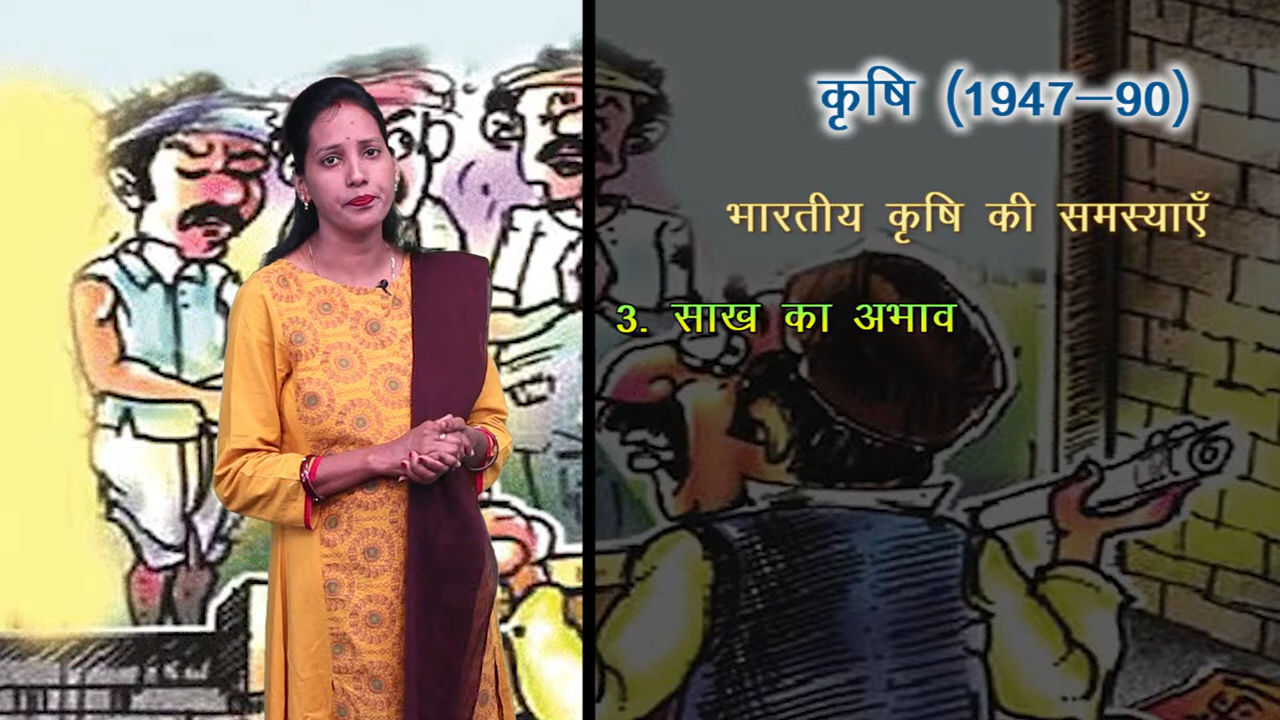 कृषि (1947–90)
भारतीय कृषि की समस्याएँ
3. साख का अभाव